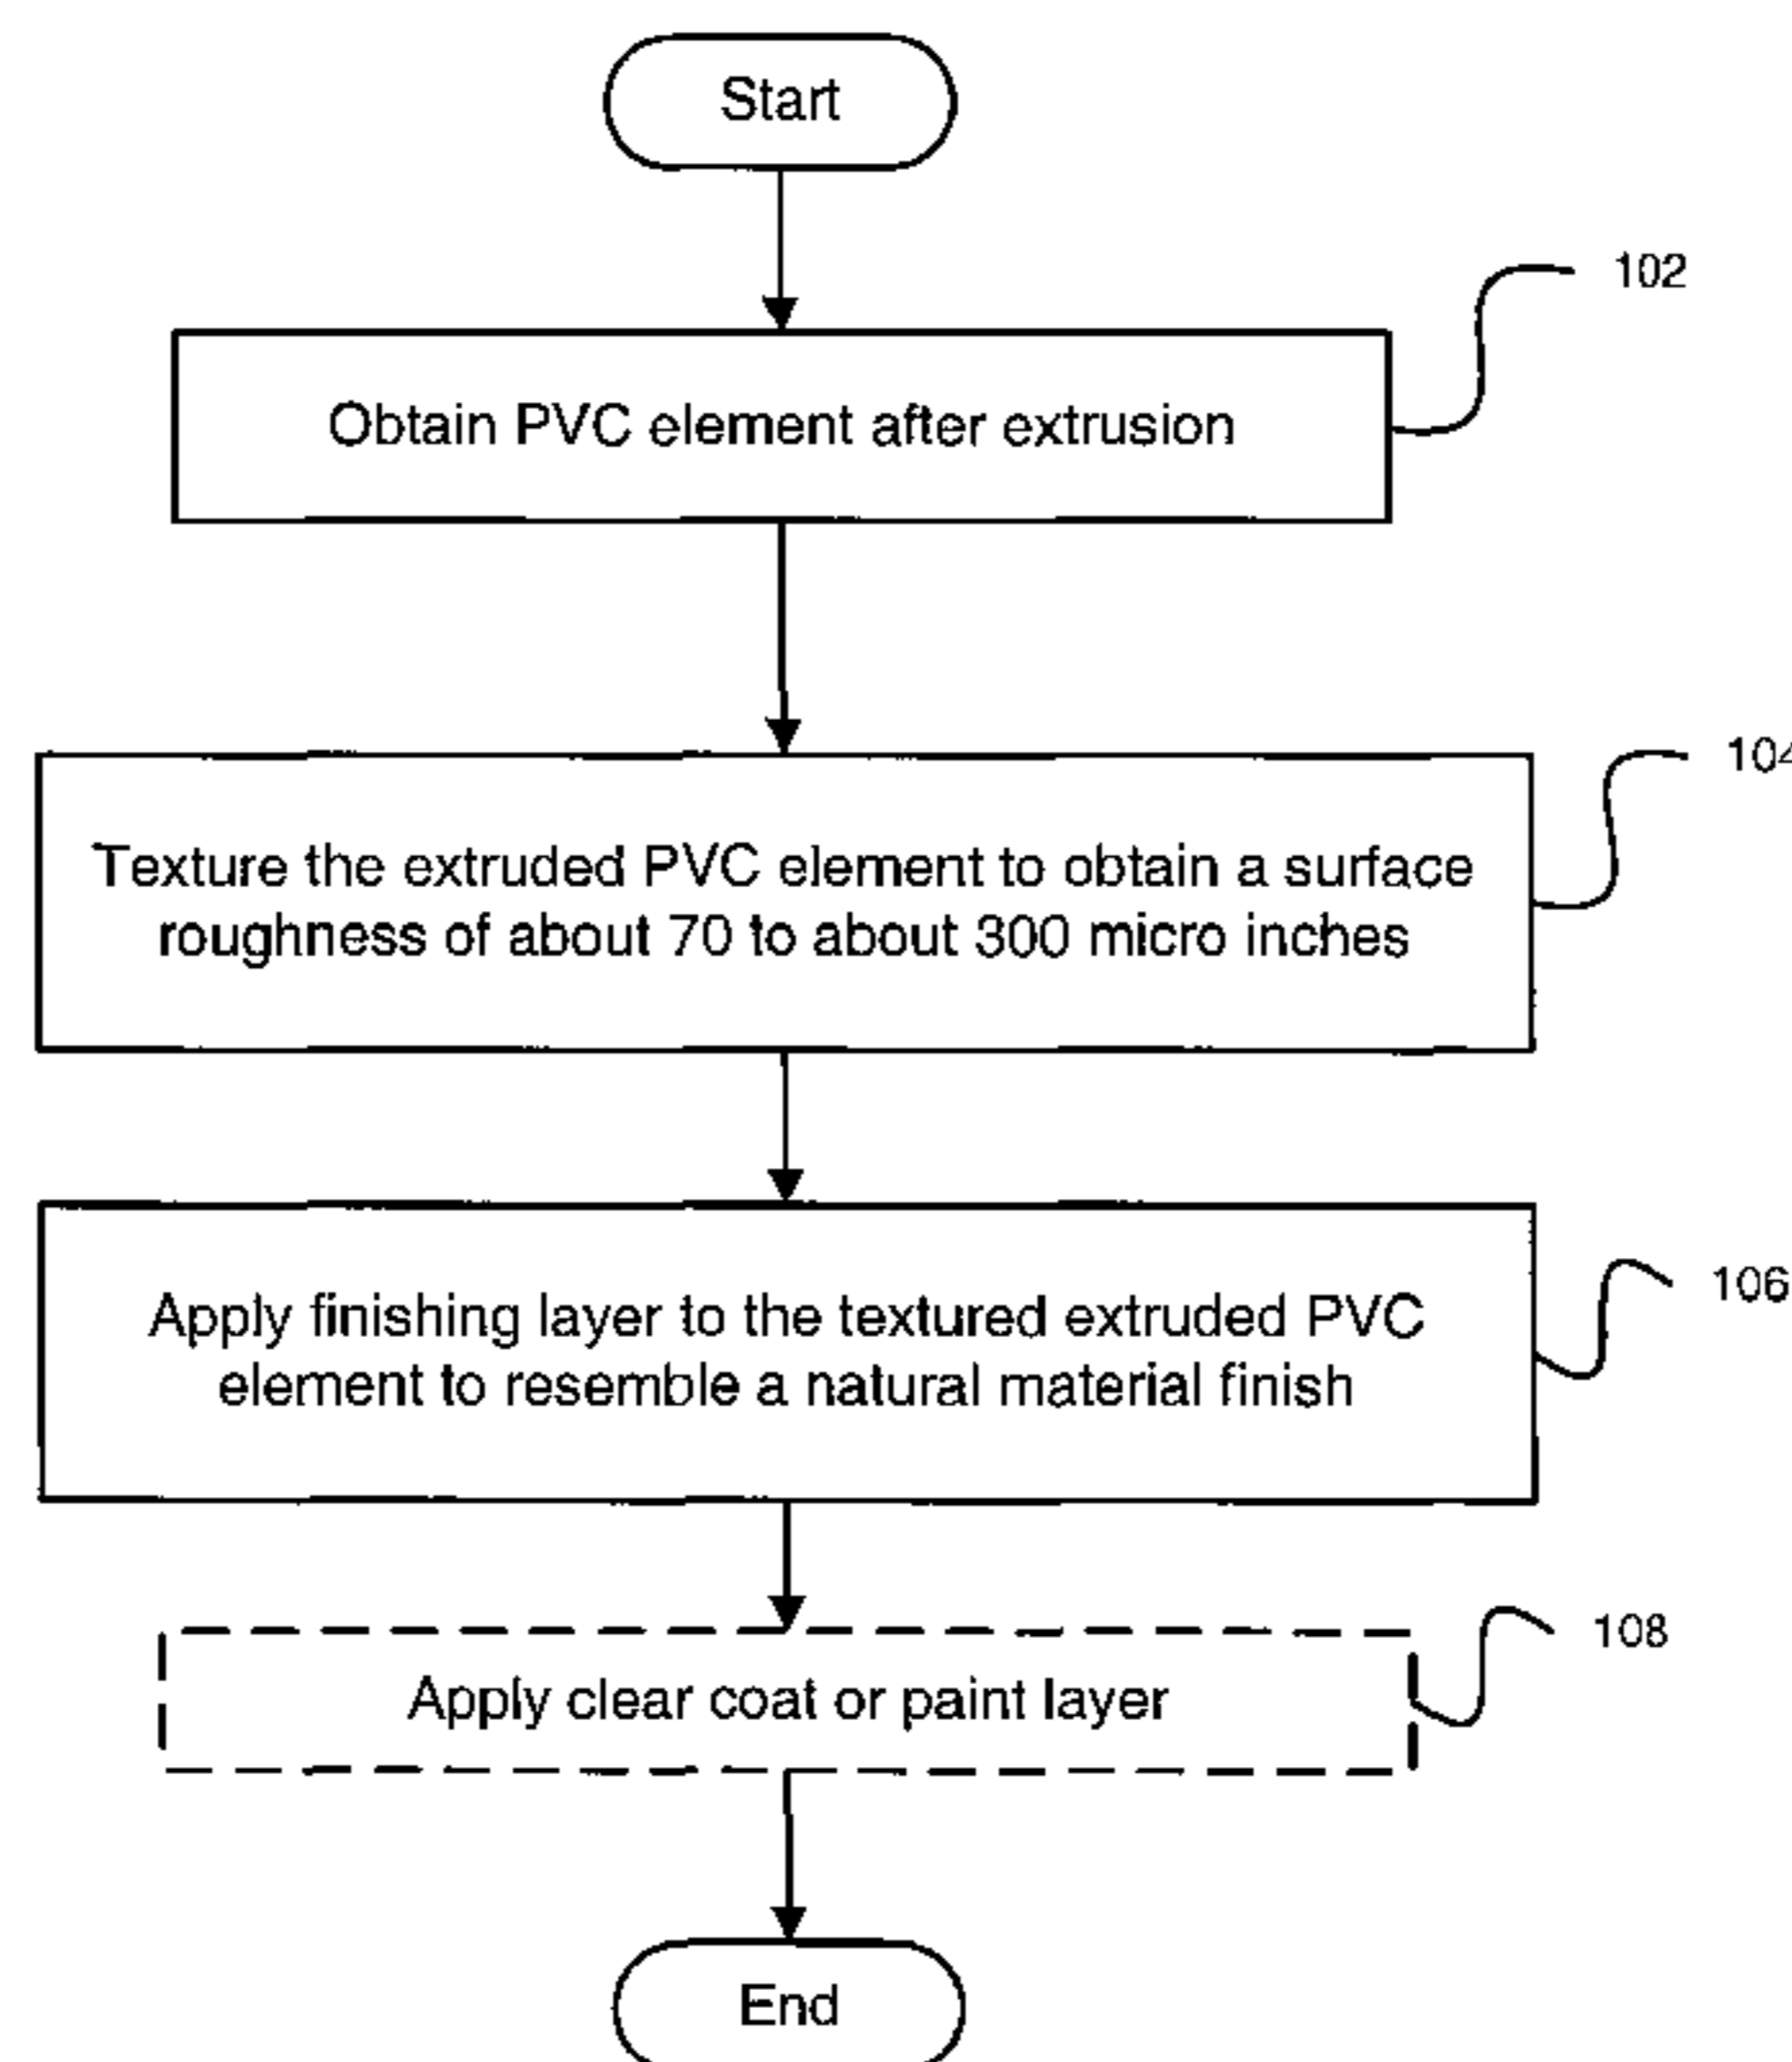 Start
102
Obtain PVC element after extrusion
104
Texture the extruded PVC element to obtain a surface
roughness of about 70 to about 300 micro inches
106
Apply finishing layer to the textured extruded PVC
element to resemble a natural material finish
108
Apply clear coat or paint layer
End